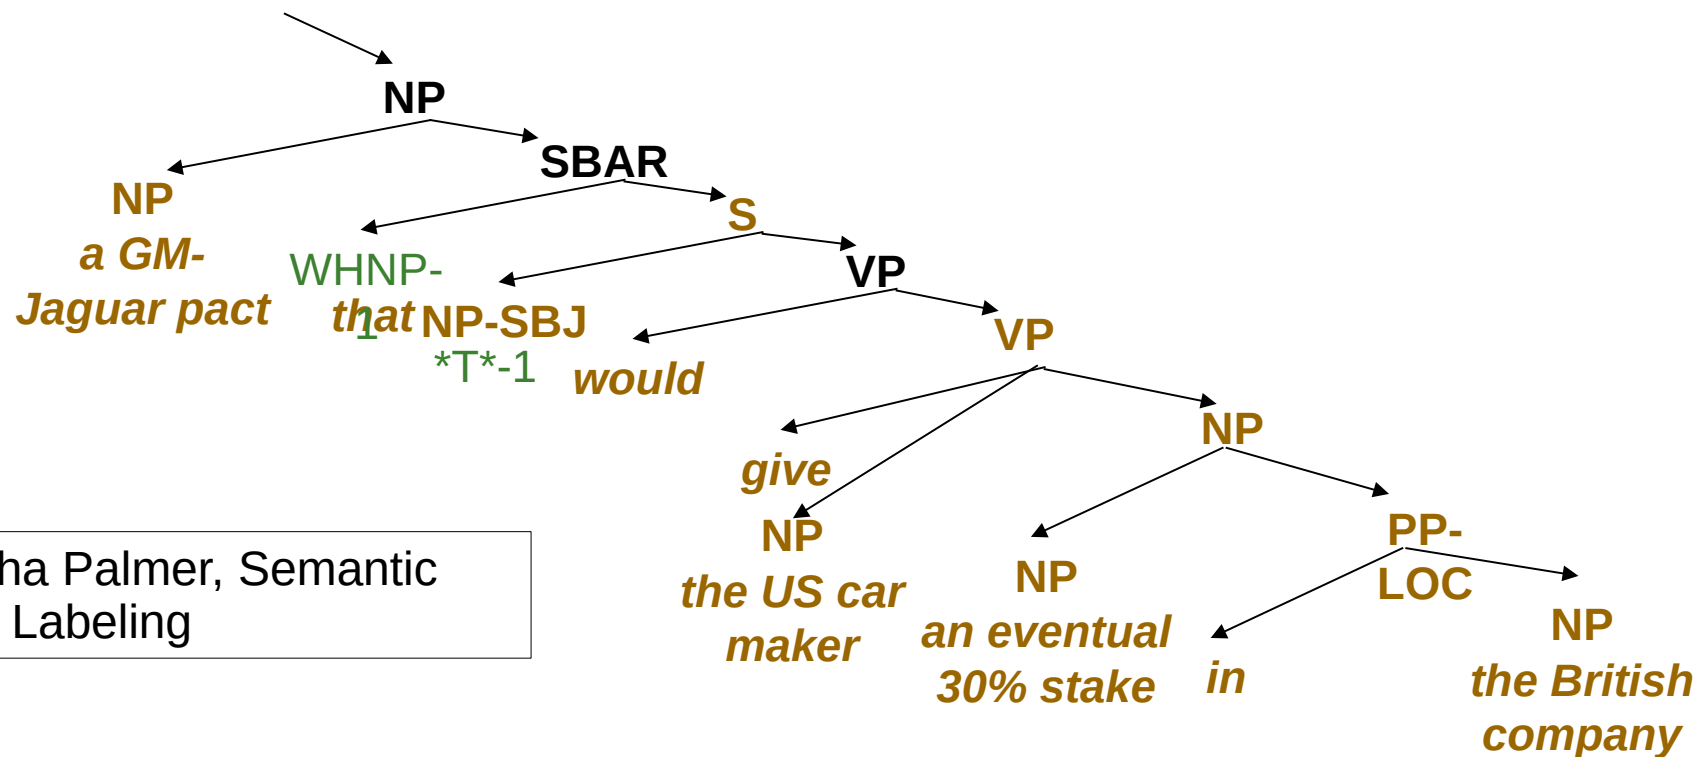 NP
SBAR
NP
S
a GM-
WHNP-
VP
Jaguar pact
that
1
NP-SBJ
VP
*T*-1
would
NP
give
NP
PP-
the US car
NP
LOC
maker
an eventual
NP
30% stake
in
the British
company
ha Palmer, Semantic
Labeling